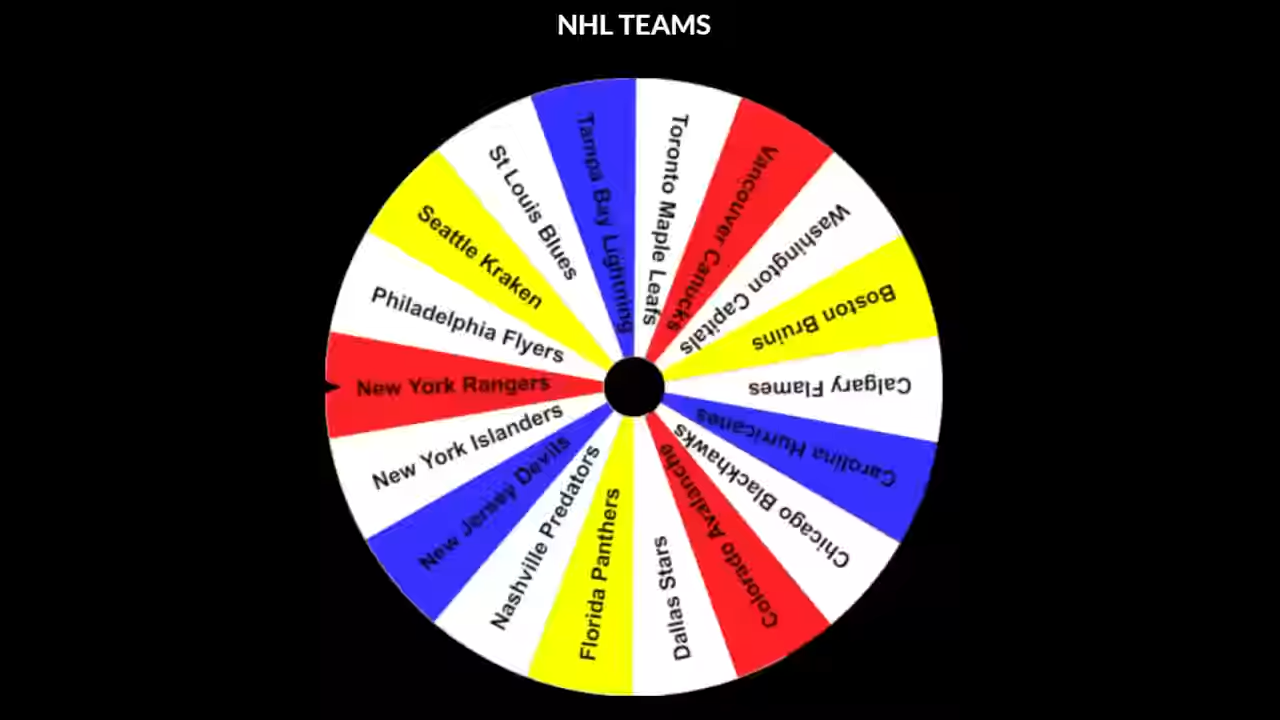 NHL TEAMS
Toronto Maple Leafs
Vancouver Canucks
Washington Capitals
Boston Bruins
Calgary Flames
Carolina Hurricanes
Chicago Blackhawks
Colorado Avalanche
Dallas Stars
Florida Panthers
Nashville Predators
New Jersey Devils
New York Islanders
New York Rangers
Philadelphia Flyers
Seattle Kraken
St Louis Blues
Tampa Bay Lightning